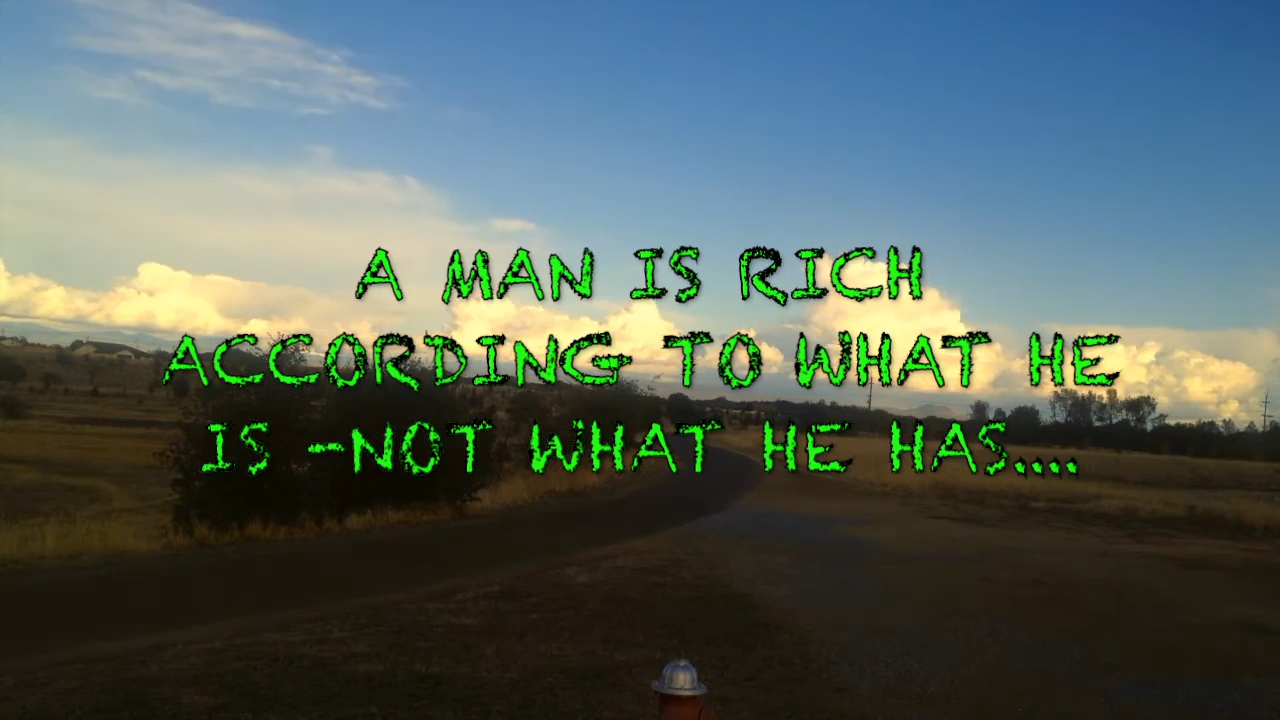 A MAN IS RICH
ACCORDING TO WHAT HE
IS -NOT WHAT HE HAS....